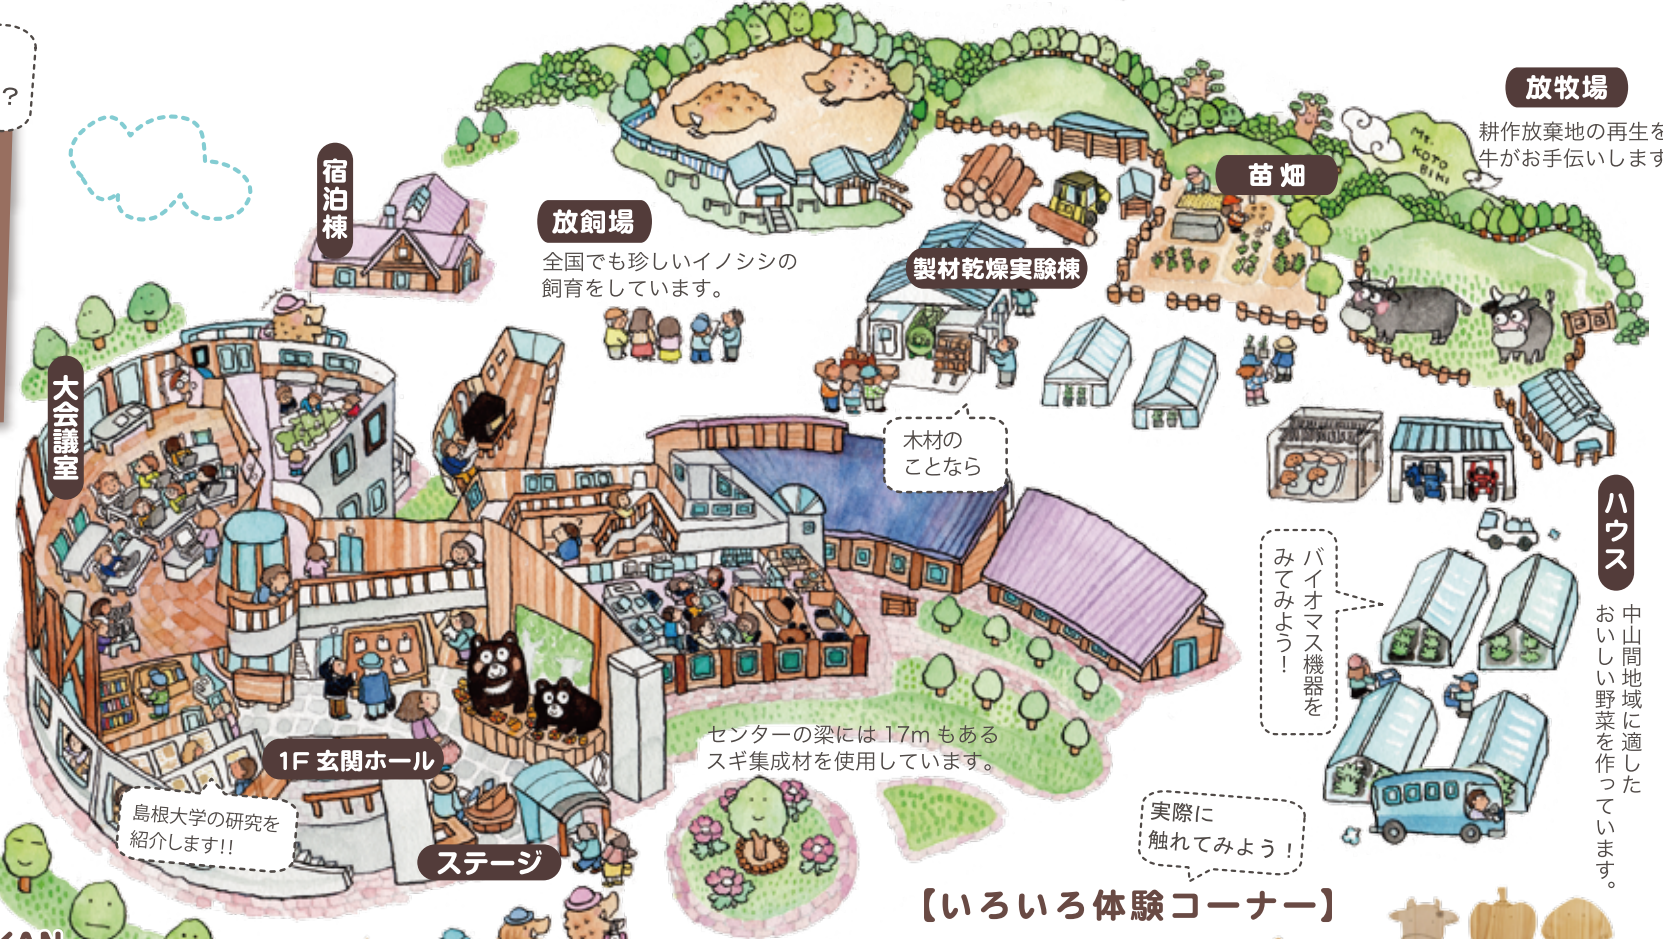 ?
放牧場
耕作放棄地の再生を
牛がお手伝いします
Mt.
KOTO
BIKI
苗畑
宿泊棟
放飼場
全国でも珍しいイノシシの
飼育をしています。
製材乾燥実験棟
木材の
ことなら
大会議室
ハウス
中山間地域に適した
おいしい野菜を作っています。
バイオマス機器を
みてみよう!
センターの梁には 17m もある
スギ集成材を使用しています。
1F 玄関ホール
島根大学の研究を
紹介します!!
ステージ
実際に
触れてみよう!
【いろいろ体験コーナー】
KAN